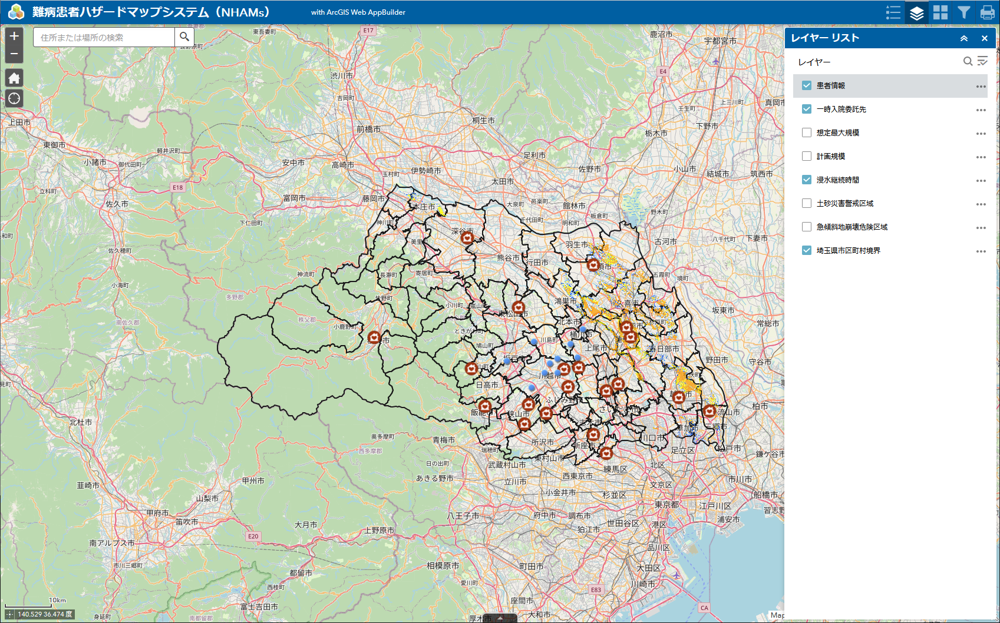 難病患者ハザードマップシステム（NHAMs）
with ArcGIS Web AppBuilder
住所または場所の検索
レイヤー リスト
レイヤー
患者情報
一時入院委託先
想定最大規模
計画規模
浸水継続時間
土砂災害警戒区域
急傾斜地崩壊危険区域
埼玉県市区町村境界
E17
東吾妻町
長野原町
鹿沼市
宇都宮市
E4
渋川市
吉岡町
真岡市
上三川町
壬生町
上田市
前橋市
桐生市
下野市
栃木市
東御市
軽井沢町
小諸市
御代田町
安中市
高崎市
足利市
佐野市
小山市
結城市
筑西市
玉村町
伊勢崎市
太田市
E18
立科町
佐久市
富岡市
藤岡市
本庄市
大泉町
邑楽町
館林市
板倉町
野木町
下仁田町
神川町
千代田町
明和町
深谷市
美里町
羽生市
古河市
八千代町
下妻市
佐久穂町
熊谷市
行田市
神流町
長瀞町
寄居町
五霞町
境町
小海町
多野郡
皆野町
小川町
嵐山町
鴻巣市
坂東市
南佐久郡
秩父郡
小鹿野町
ときがわ町
北本市
常総市
鳩山町
川島町
桶川市
上尾市
春日部市
野田市
守谷市
坂戸市
川越市
日高市
ふじみ野市
さいたま市
柏市
飯能市
狭山市
流山市
北杜市
三郷市
草加市
川口市
奥多摩町
青梅市
所沢市
新座市
西多摩郡
瑞穂町
東村山市
足立区
松戸市
鎌ケ谷市
日の出町
武蔵村山市
練馬区
北区
あきる野市
立川市
西東京市
文京区
市川市
甲州市
韮崎市
小金井市
杉並区
船橋市
山梨市
東京都
江戸川区
習志野
甲府市
笛吹市
八王子市
府中市
調布市
世田谷区
港区
浦安市
大月市
上野原市
狛江市
E20
南アルプス市
品川区
市川三郷町
相模原市
町田市
大田区
都留市
愛川町
川崎市
西桂町
E83
座間市
富士吉田市
CA
10km
140.529 36.474 度
身延町
南都留郡
厚木市
大和市
Map